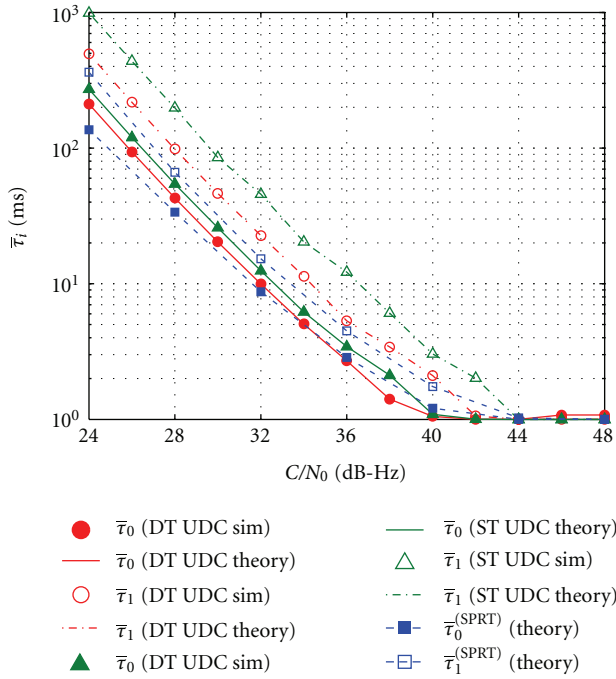 10³
10²
10¹
10⁰
τ̅ᵢ (ms)
24 28 32 36 40 44 48
C/N₀ (dB-Hz)
τ̅₀ (DT UDC sim)
τ̅₀ (DT UDC theory)
τ̅₁ (DT UDC sim)
τ̅₁ (DT UDC theory)
τ̅₀ (DT UDC sim)
τ̅₀ (ST UDC theory)
τ̅₁ (ST UDC sim)
τ̅₁ (ST UDC theory)
τ̅₀^(SPRT) (theory)
τ̅₁^(SPRT) (theory)